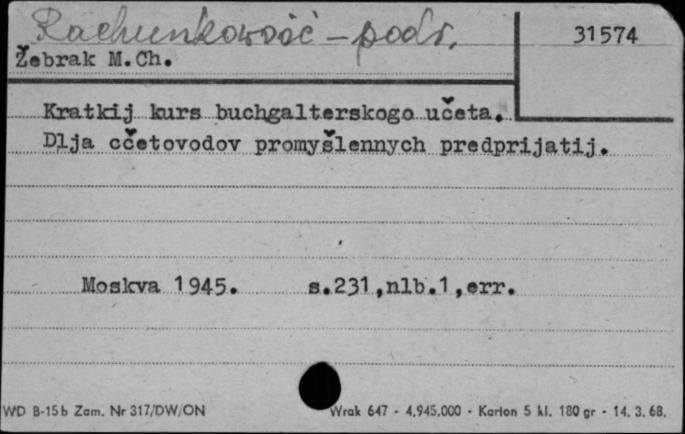 Rachunkowość - podr.
31574
Žebrak M.Ch.
Kratkij kurs buchgalterskogo učeta.
Dlja cčetovodov promyšlennych predprijatij.
Moskva 1945. s.231,nlb.1,err.
WD B-15b Zam. Nr 317/DW/ON Wrak 647 - 4.945.000 - Karton 5 kl. 180 gr - 14. 3. 68.